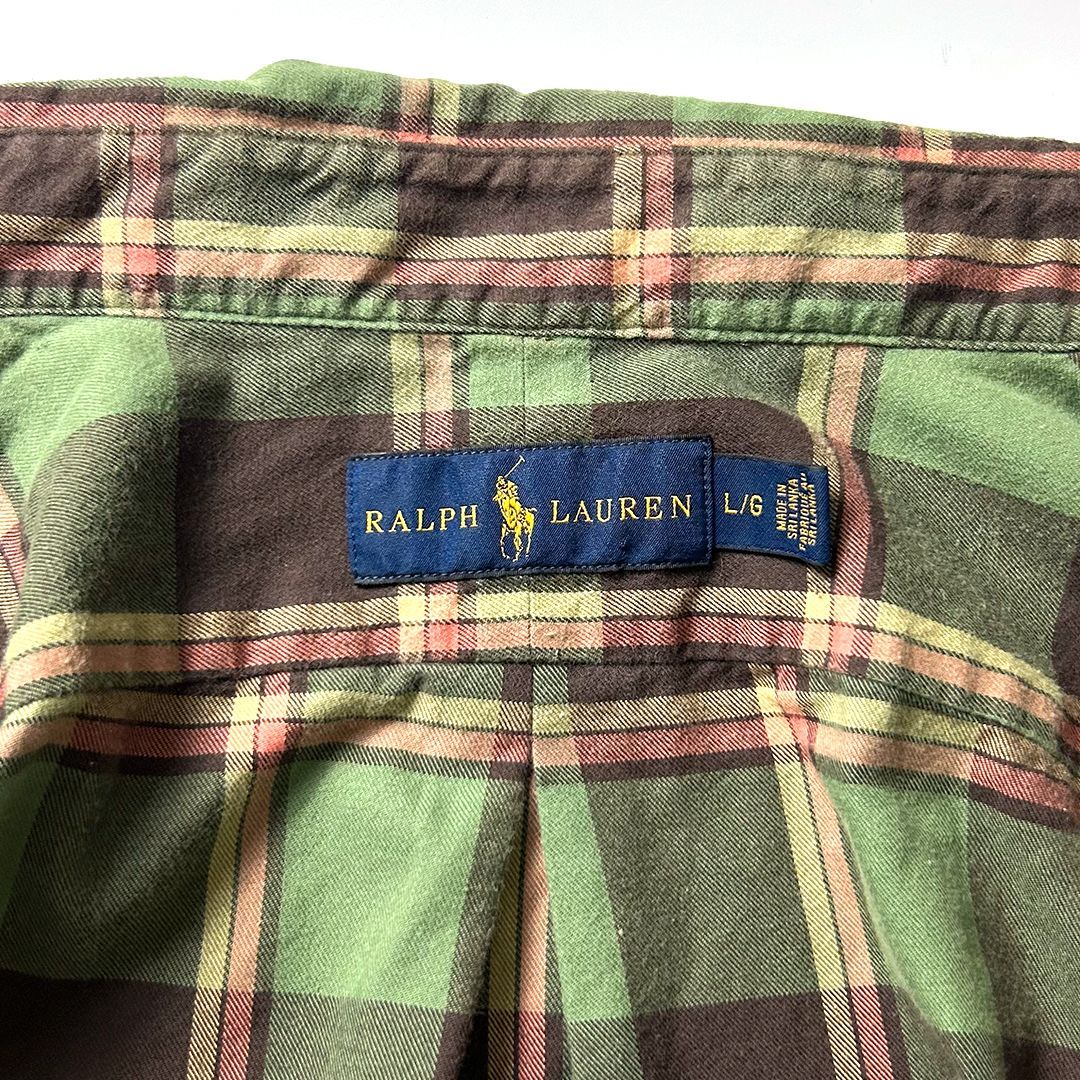 RALPH LAUREN
L/G
MADE IN
SRI LANKA
FABRIQUÉ AU
SRI LANKA